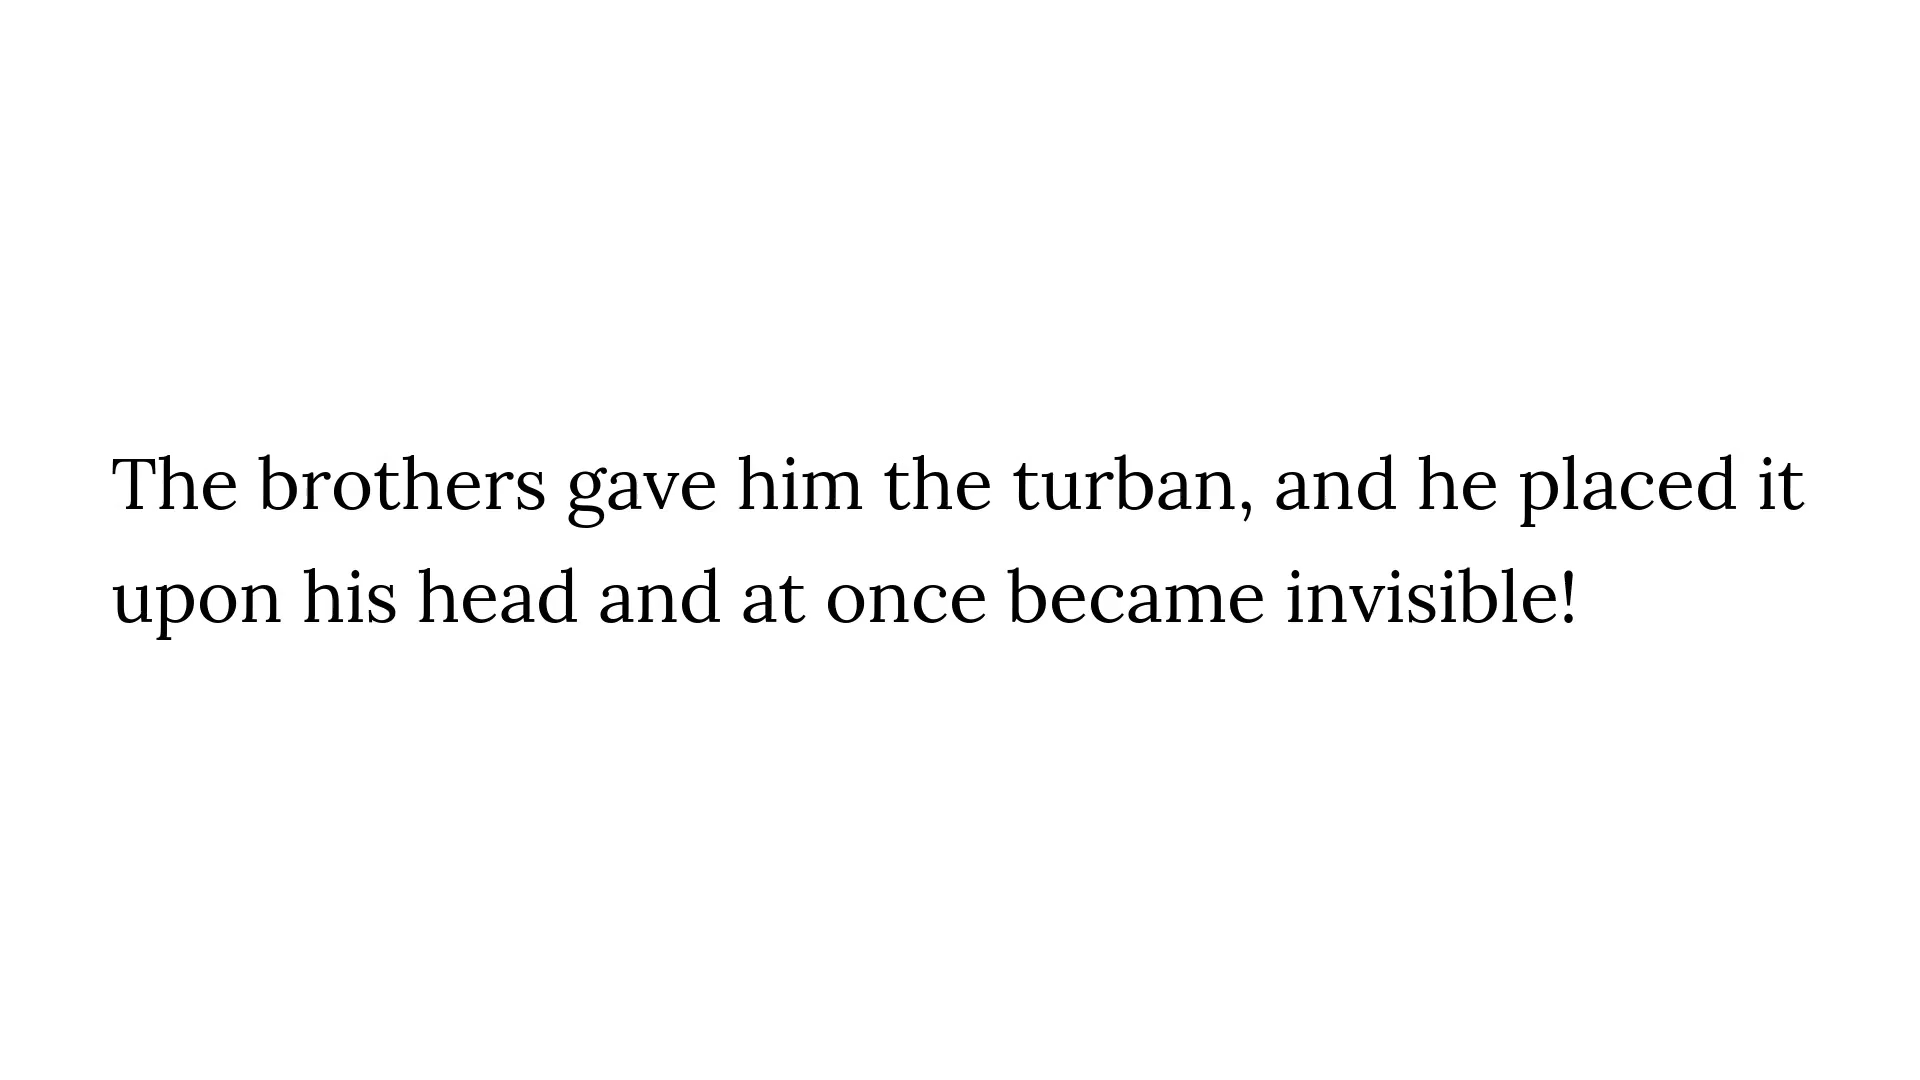 The brothers gave him the turban, and he placed it
upon his head and at once became invisible!